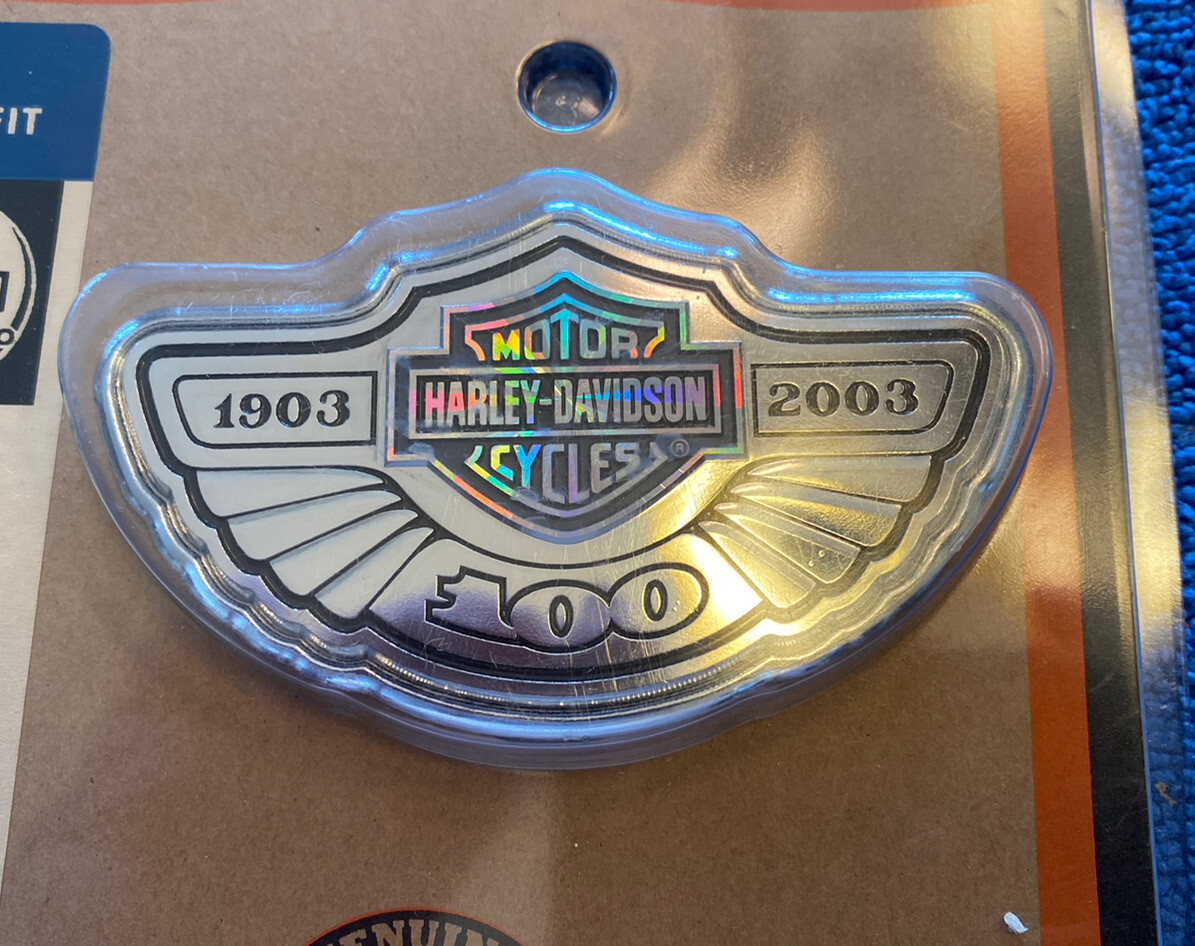 FIT
MOTOR
1903 HARLEY-DAVIDSON 2003
CYCLES ®
100